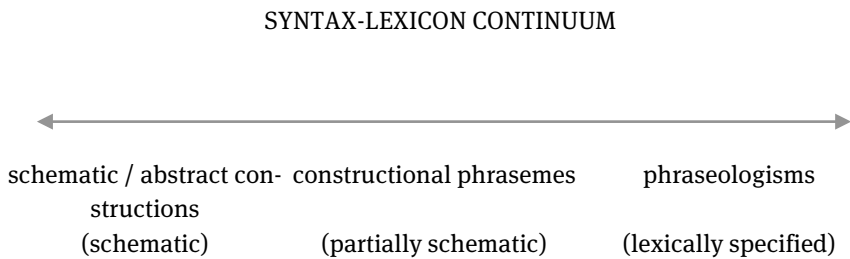 SYNTAX-LEXICON CONTINUUM
schematic / abstract con- constructional phrasemes phraseologisms
structions
(schematic) (partially schematic) (lexically specified)